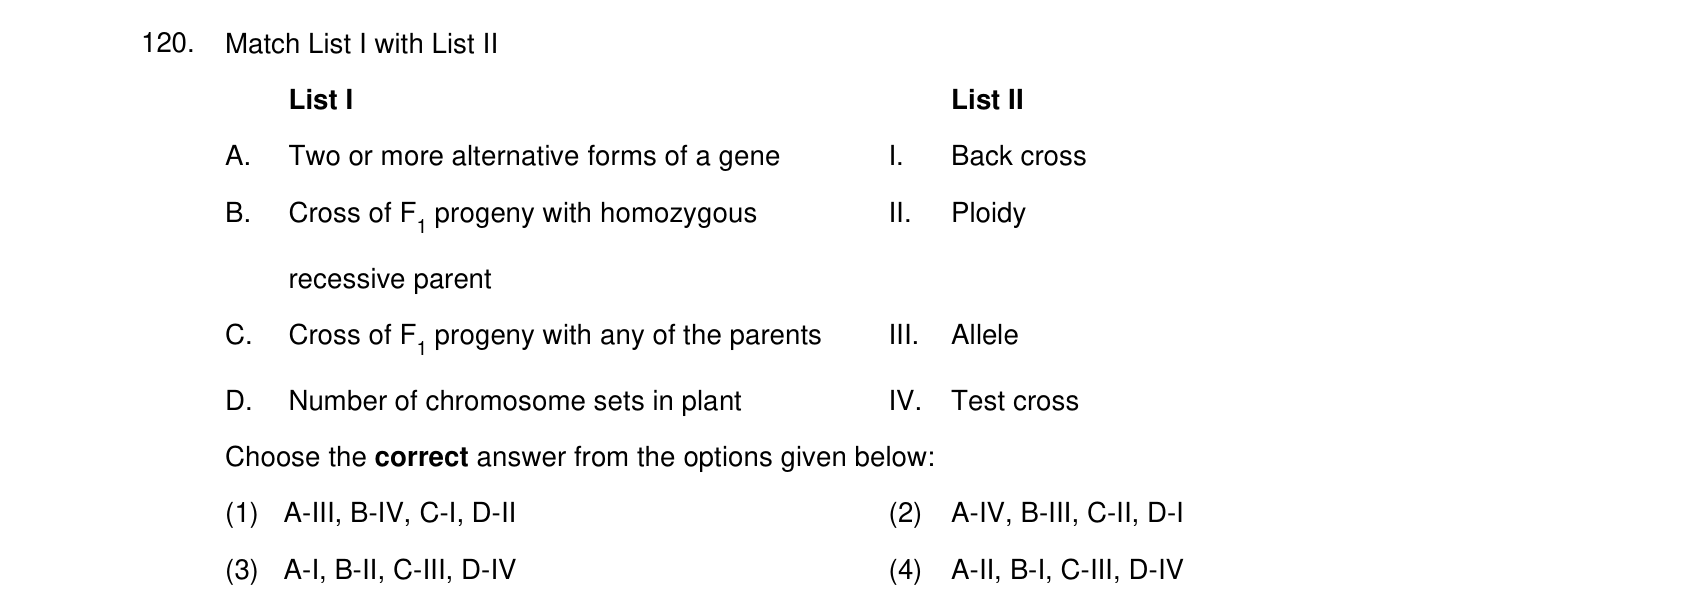 120. Match List I with List II
List I List II
A. Two or more alternative forms of a gene I. Back cross
B. Cross of F1 progeny with homozygous II. Ploidy
recessive parent
C. Cross of F1 progeny with any of the parents III. Allele
D. Number of chromosome sets in plant IV. Test cross
Choose the correct answer from the options given below:
(1) A-III, B-IV, C-I, D-II (2) A-IV, B-III, C-II, D-I
(3) A-I, B-II, C-III, D-IV (4) A-II, B-I, C-III, D-IV